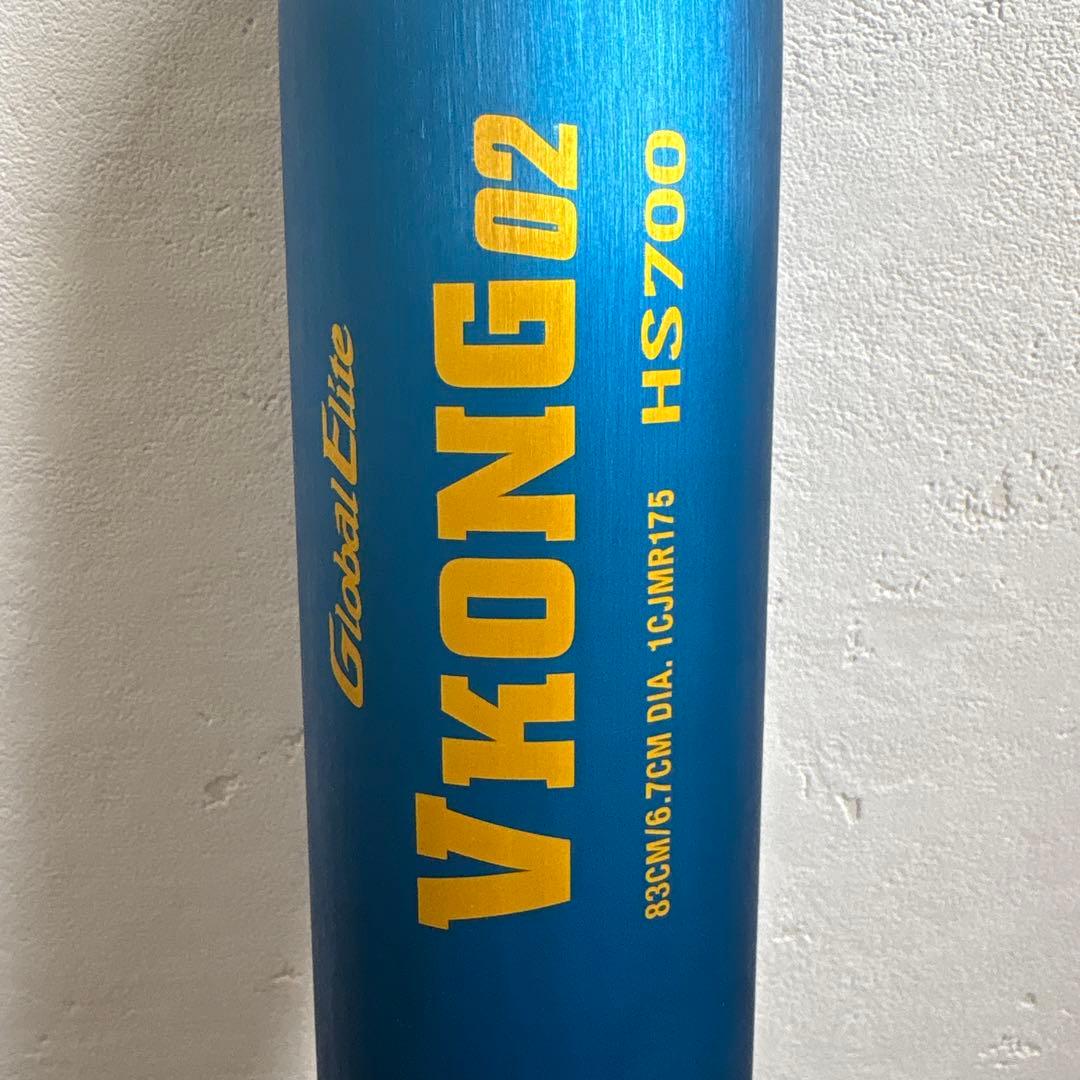 Global Elite
VKONG02
HS700
83CM/6.7CM DIA. 1CJMR175